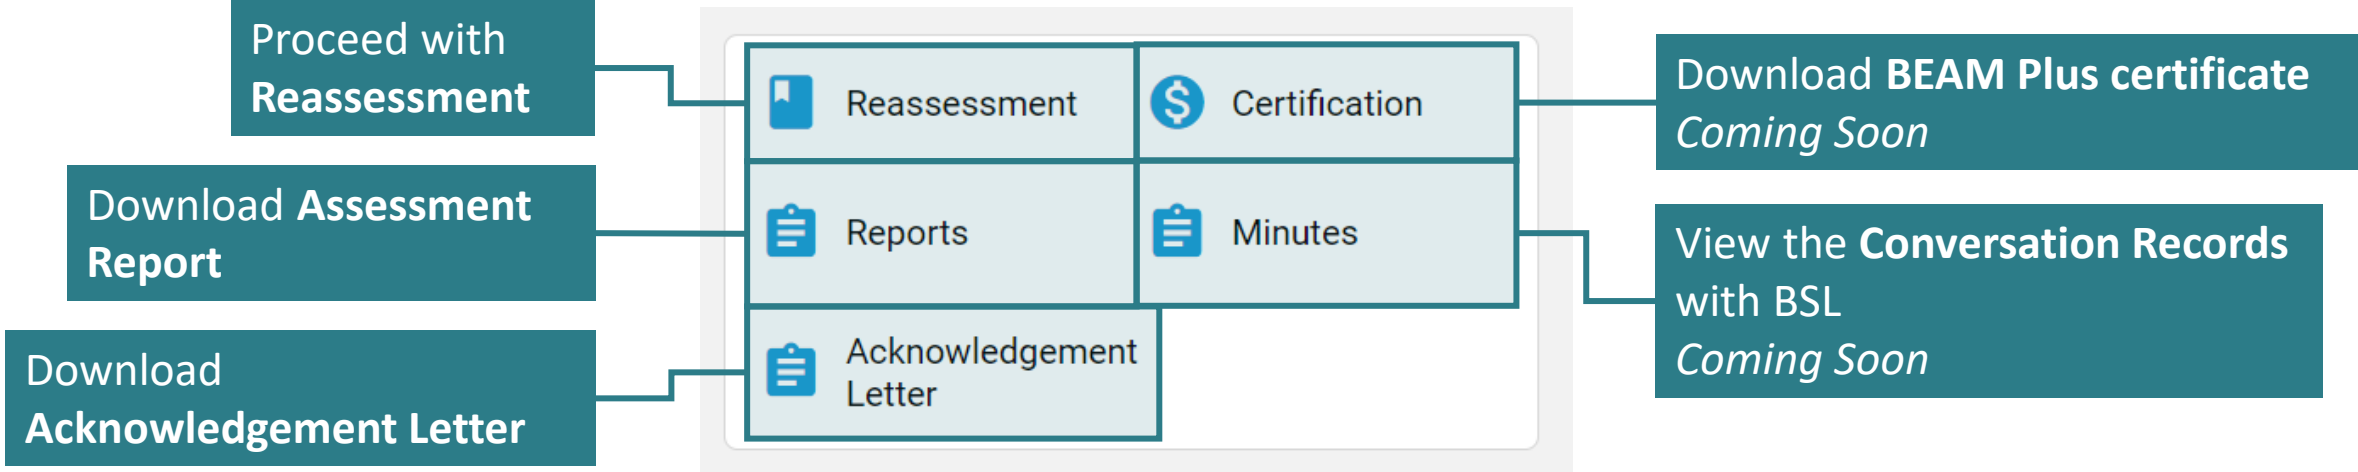 Proceed with
Reassessment
Download Assessment
Report
Download
Acknowledgement Letter
Reassessment
Certification
Reports
Minutes
Acknowledgement
Letter
Download BEAM Plus certificate
Coming Soon
View the Conversation Records
with BSL
Coming Soon